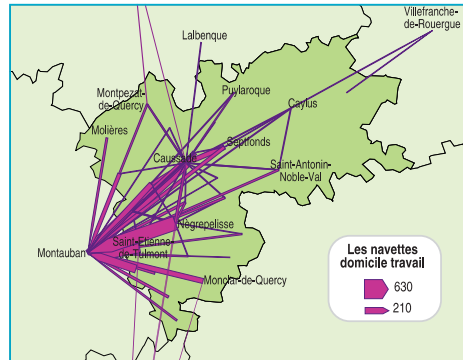 Villefranche-
de-Rouergue
Labenque
Montpezat-
de-Quercy
Puylaroque
Caylus
Molières
Septfonds
Caussade
Saint-Antonin-
Noble-Val
Nègrepelisse
Saint-Etienne-
de-Tulmont
Montauban
Monclar-de-Quercy
Les navettes
domicile travail
630
210